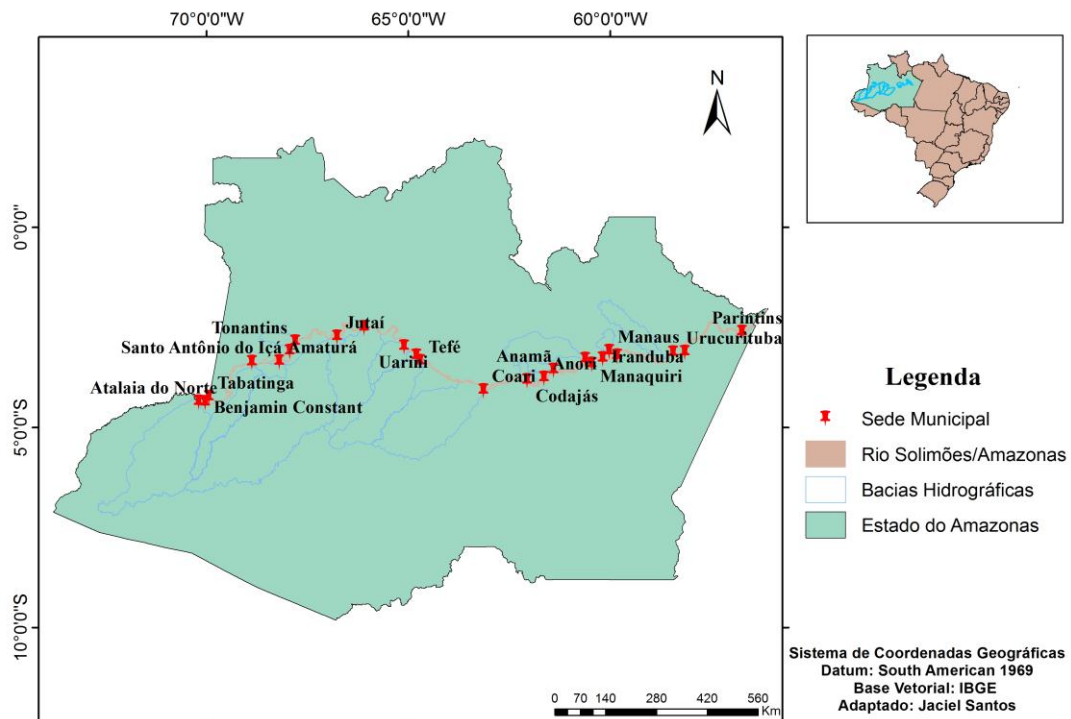 70°0'0"W 65°0'0"W 60°0'0"W
N
0°0'0"
5°0'0"S
10°0'0"S
Tonantins
Jutaí
Santo Antônio do Içá
Amaturá
Tefé
Uarini
Atalaia do Norte
Tabatinga
Benjamin Constant
Parintins
Manaus
Urucurituba
Anamã
Iranduba
Coari
Anori
Manaquiri
Codajás
Legenda
Sede Municipal
Rio Solimões/Amazonas
Bacias Hidrográficas
Estado do Amazonas
Sistema de Coordenadas Geográficas
Datum: South American 1969
Base Vetorial: IBGE
Adaptado: Jaciel Santos
0 70 140 280 420 560
Km